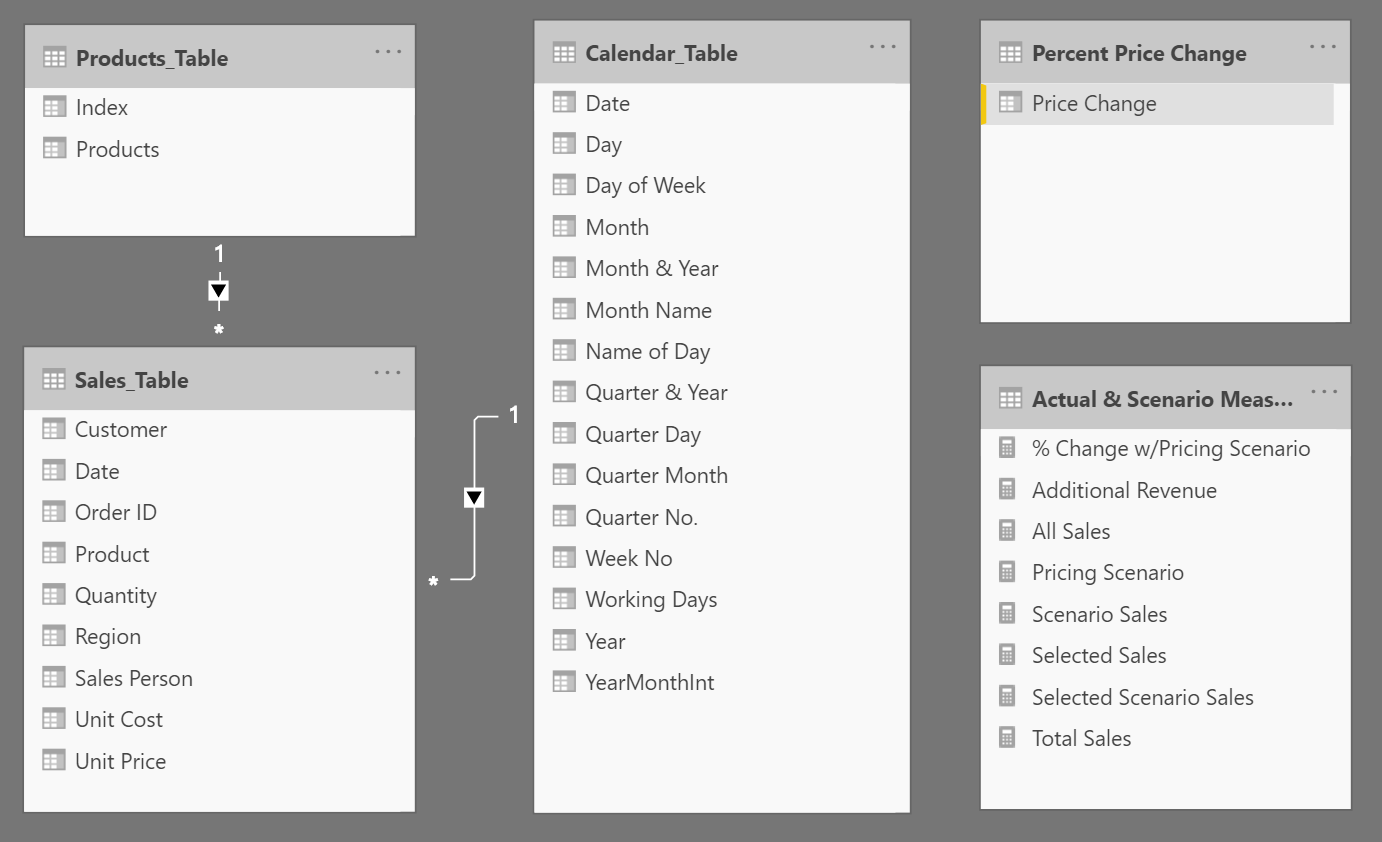 Products_Table
Index
Products
1
*
Sales_Table
Customer
Date
Order ID
Product
Quantity
Region
Sales Person
Unit Cost
Unit Price
1
*
Calendar_Table
Date
Day
Day of Week
Month
Month & Year
Month Name
Name of Day
Quarter & Year
Quarter Day
Quarter Month
Quarter No.
Week No
Working Days
Year
YearMonthInt
Percent Price Change
Price Change
Actual & Scenario Meas...
% Change w/Pricing Scenario
Additional Revenue
All Sales
Pricing Scenario
Scenario Sales
Selected Sales
Selected Scenario Sales
Total Sales